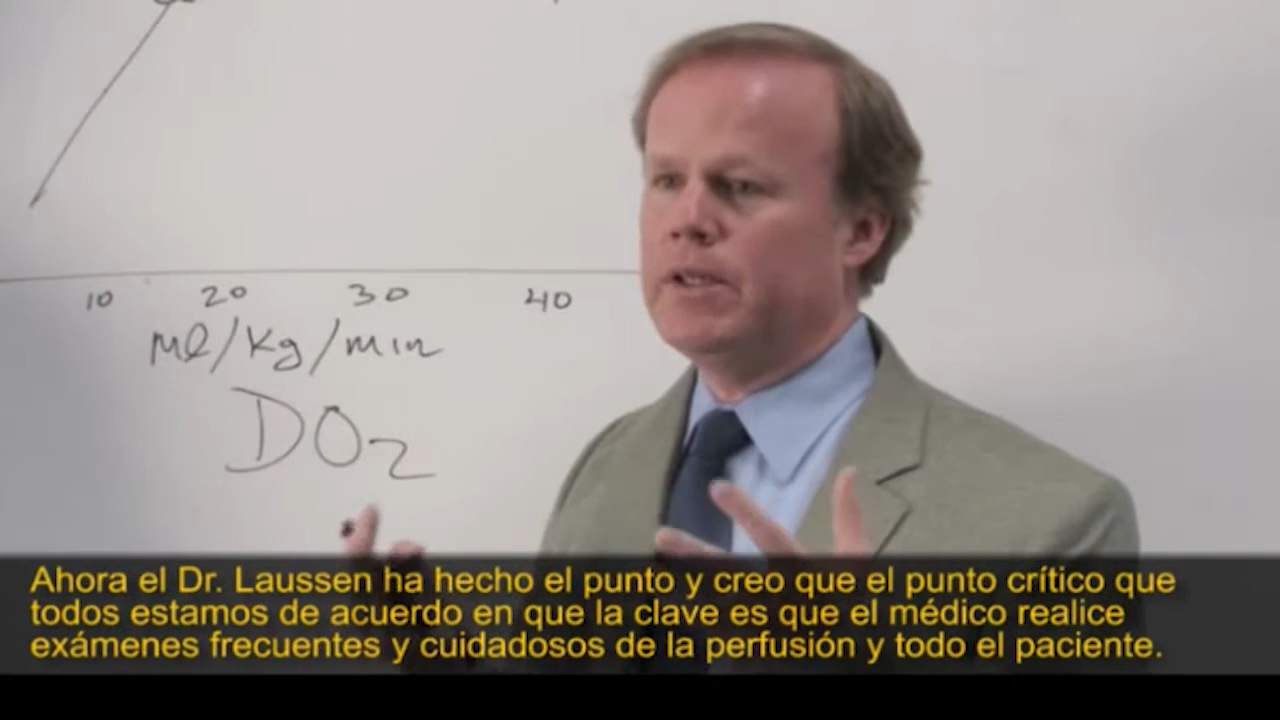 10 20 30 40
ml/kg/min
DO2
Ahora el Dr. Laussen ha hecho el punto y creo que el punto crítico que
todos estamos de acuerdo en que la clave es que el médico realice
exámenes frecuentes y cuidadosos de la perfusión y todo el paciente.